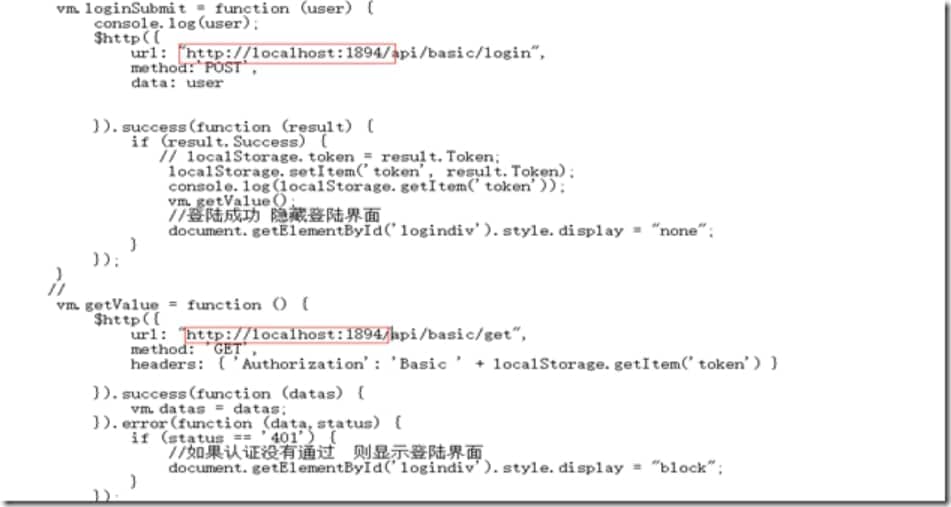 vm.loginSubmit = function (user) {
console.log(user);
$http({
url: "http://localhost:1894/api/basic/login",
method:'POST',
data: user
}).success(function (result) {
if (result.Success) {
// localStorage.token = result.Token;
localStorage.setItem('token', result.Token);
console.log(localStorage.getItem('token'));
vm.getValue();
//登陆成功 隐藏登陆界面
document.getElementById('logindiv').style.display = "none";
}
});
}
//
vm.getValue = function () {
$http({
url: "http://localhost:1894/api/basic/get",
method: 'GET',
headers: { 'Authorization': 'Basic ' + localStorage.getItem('token') }
}).success(function (datas) {
vm.datas = datas;
}).error(function (data,status) {
if (status == '401') {
//如果认证没有通过 则显示登陆界面
document.getElementById('logindiv').style.display = "block";
}
});